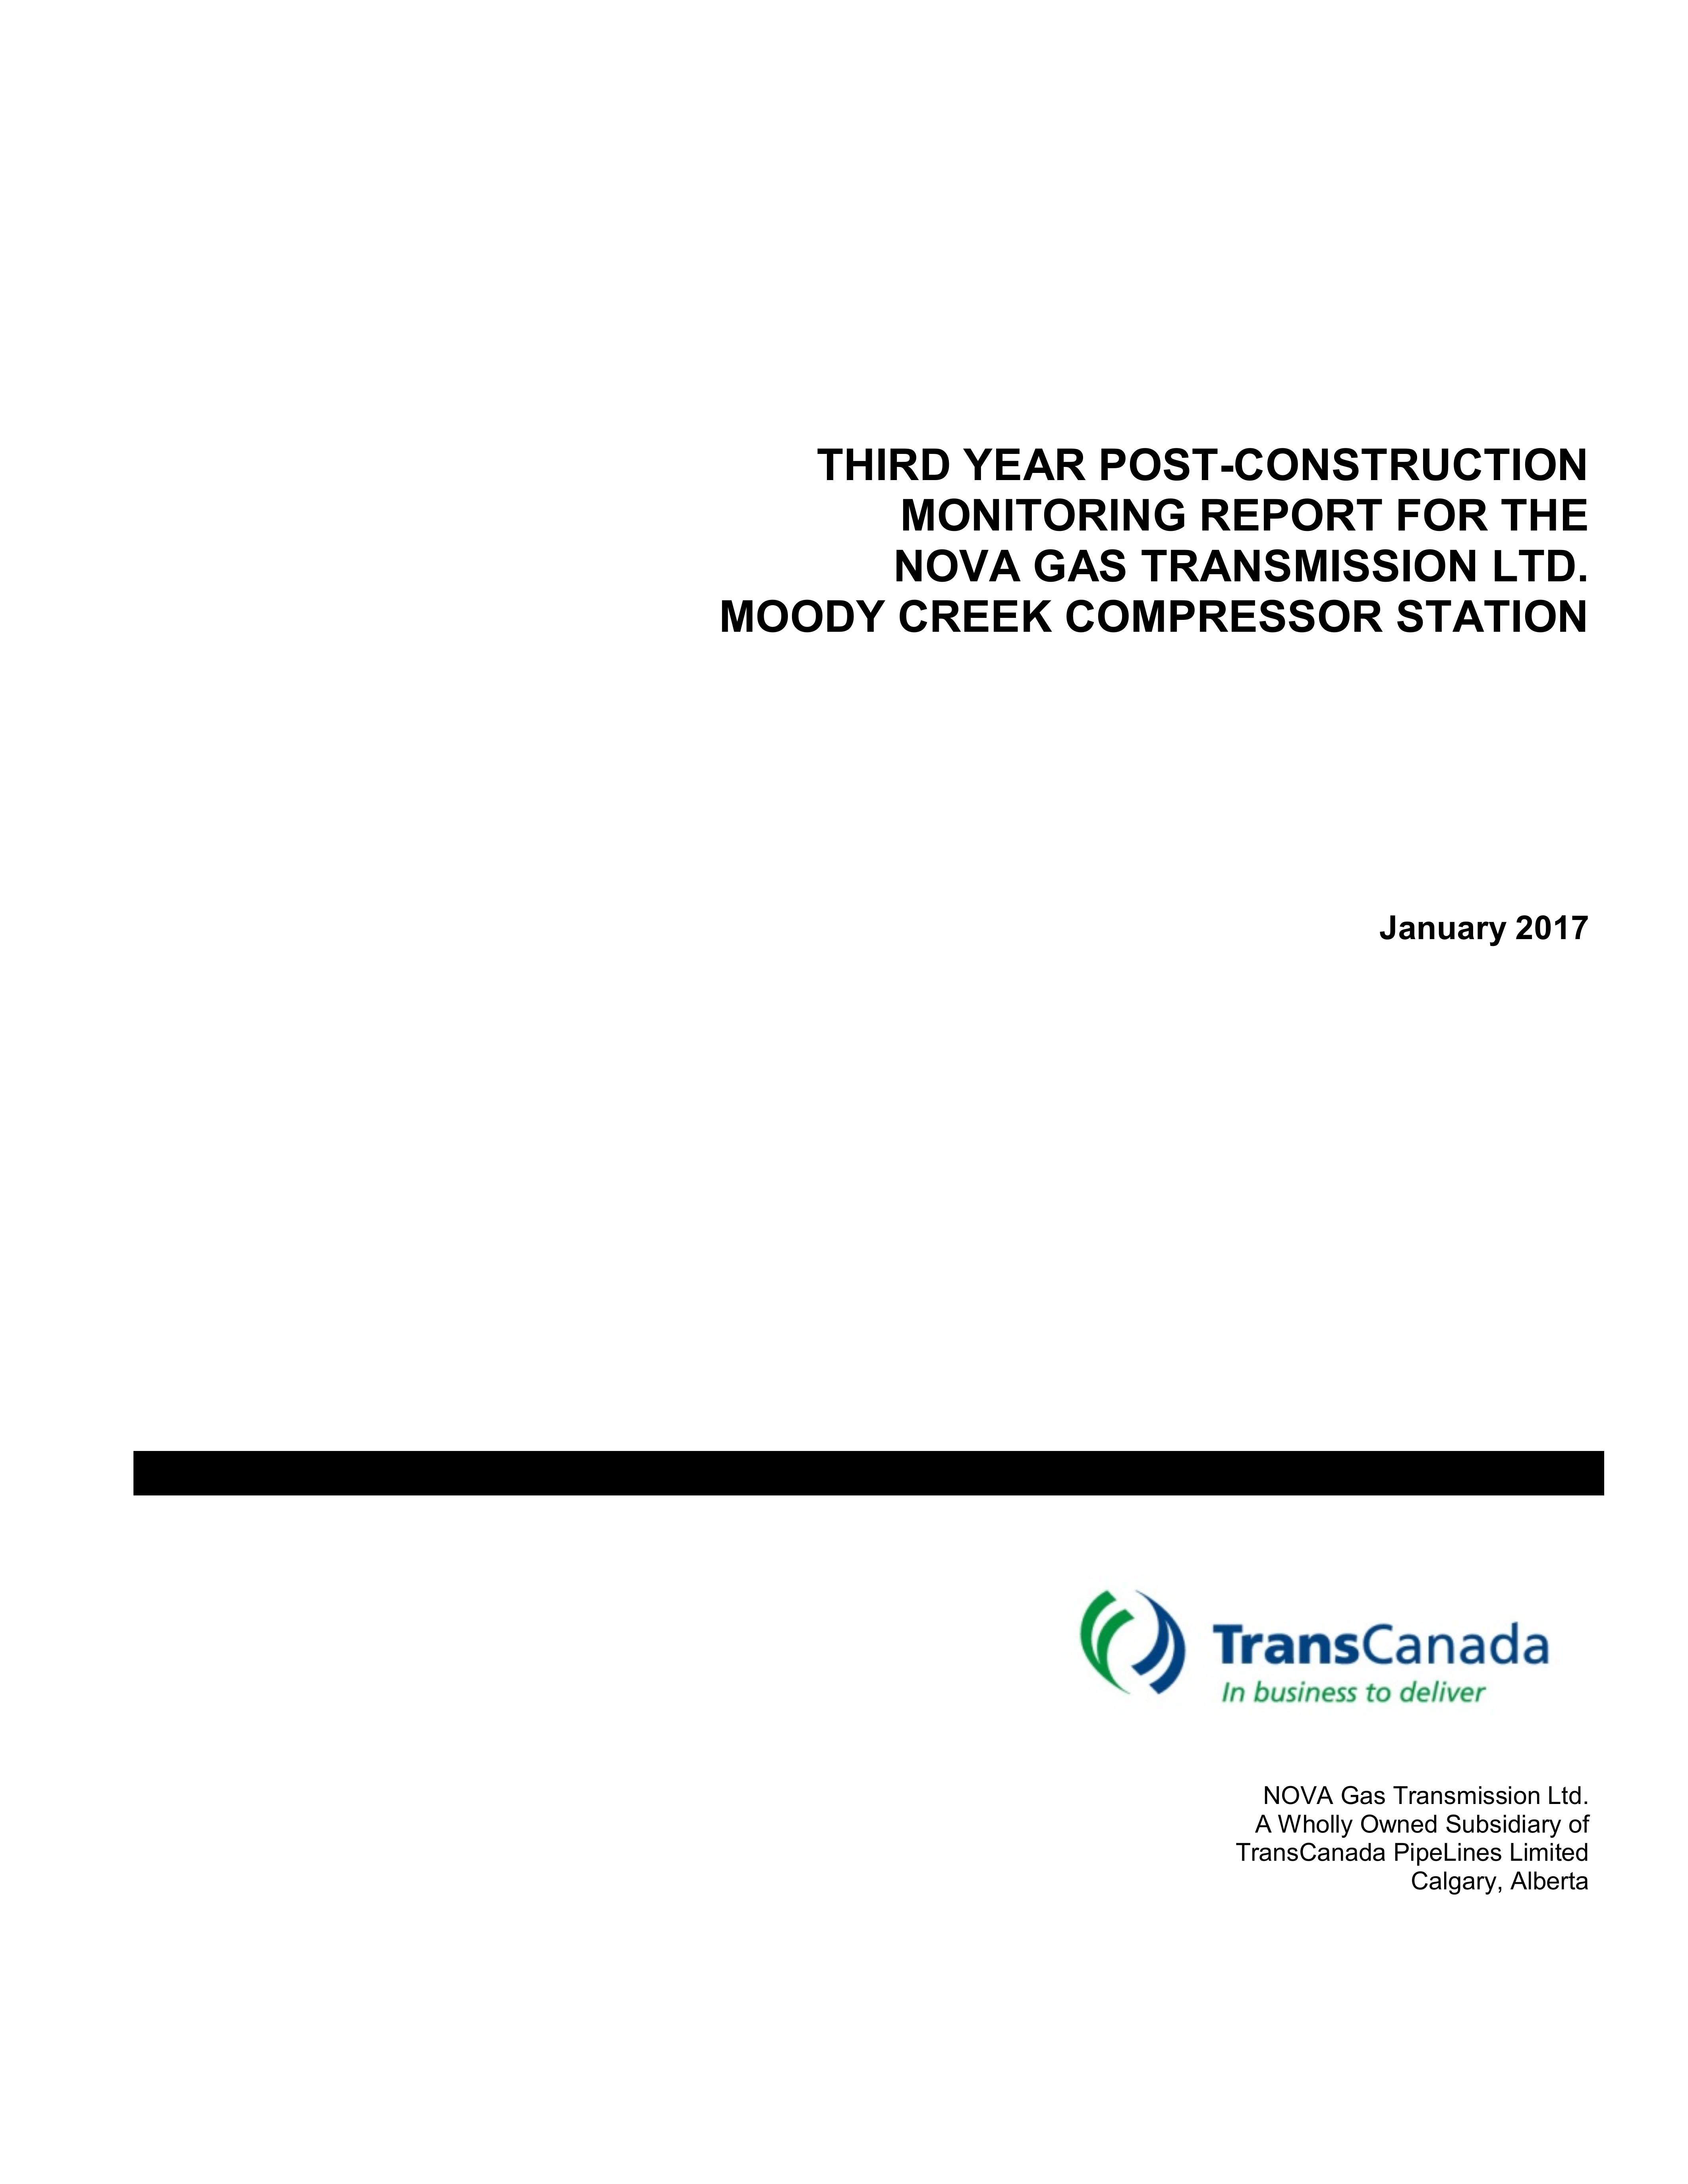 THIRD YEAR POST-CONSTRUCTION
MONITORING REPORT FOR THE
NOVA GAS TRANSMISSION LTD.
MOODY CREEK COMPRESSOR STATION
January 2017
TransCanada
In business to deliver
NOVA Gas Transmission Ltd.
A Wholly Owned Subsidiary of
TransCanada PipeLines Limited
Calgary, Alberta